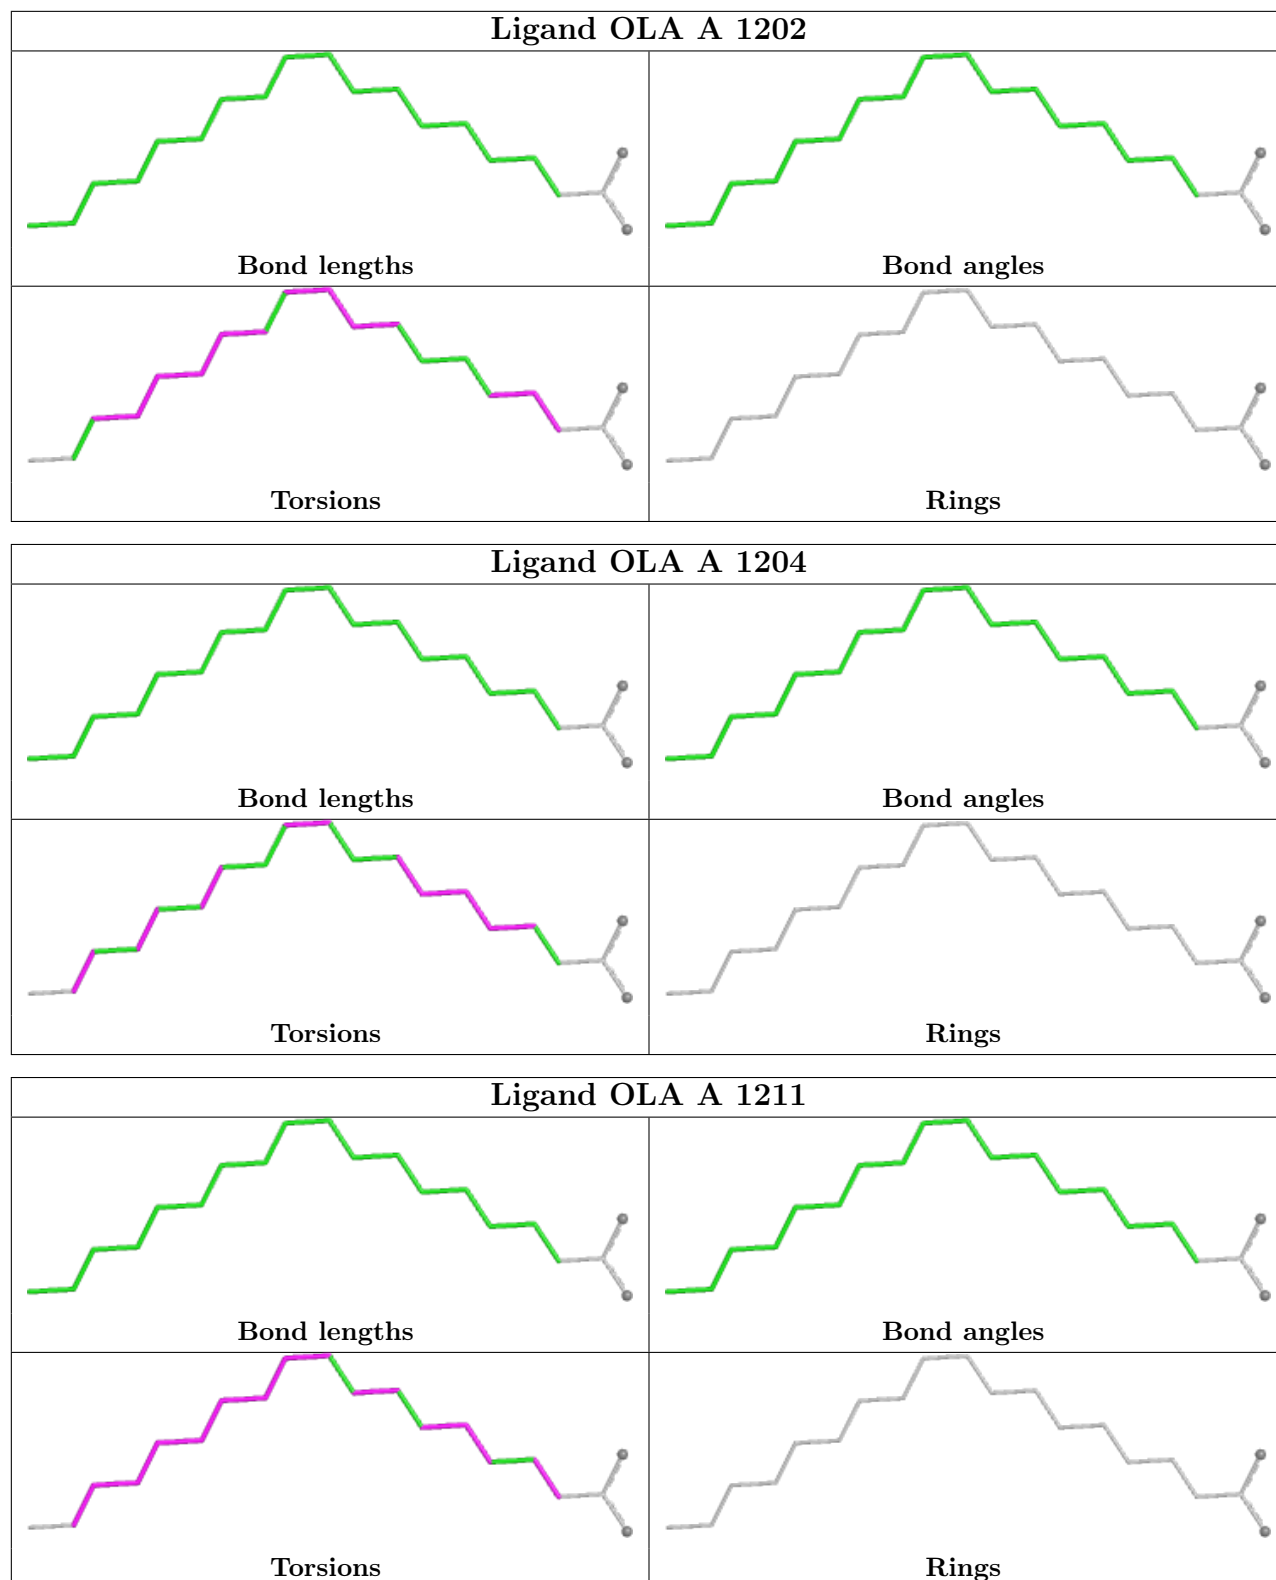 Ligand OLA A 1202
Bond lengths
Bond angles
Torsions
Rings
Ligand OLA A 1204
Bond lengths
Bond angles
Torsions
Rings
Ligand OLA A 1211
Bond lengths
Bond angles
Torsions
Rings